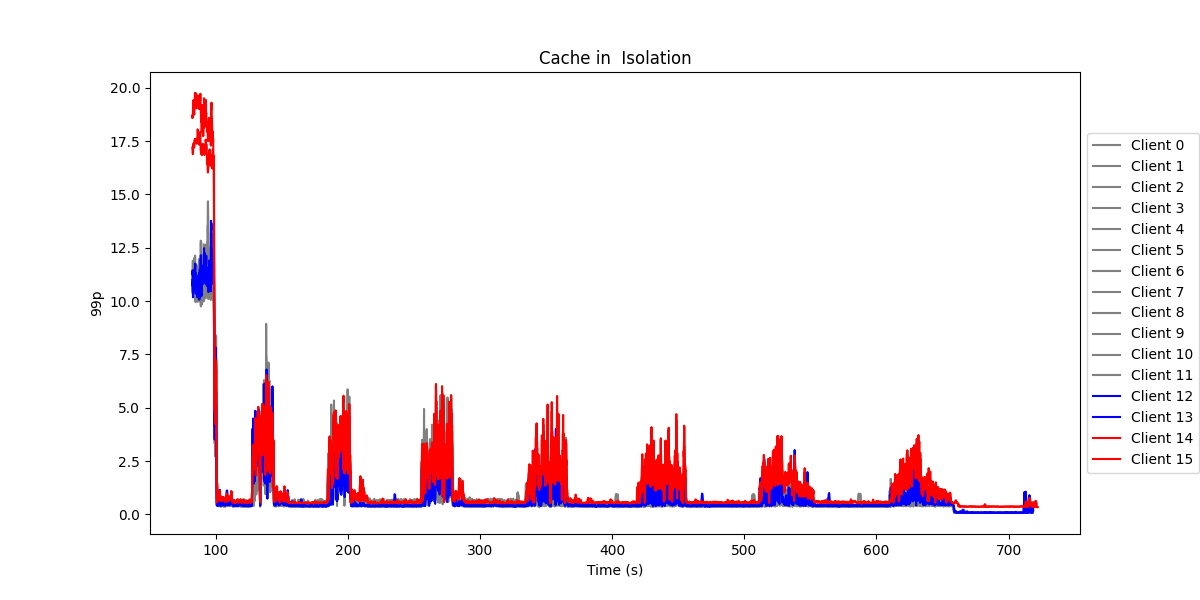 Cache in  Isolation
20.0
17.5
15.0
12.5
10.0
7.5
5.0
2.5
0.0
99p
100
200
300
400
500
600
700
Time (s)
Client 0
Client 1
Client 2
Client 3
Client 4
Client 5
Client 6
Client 7
Client 8
Client 9
Client 10
Client 11
Client 12
Client 13
Client 14
Client 15